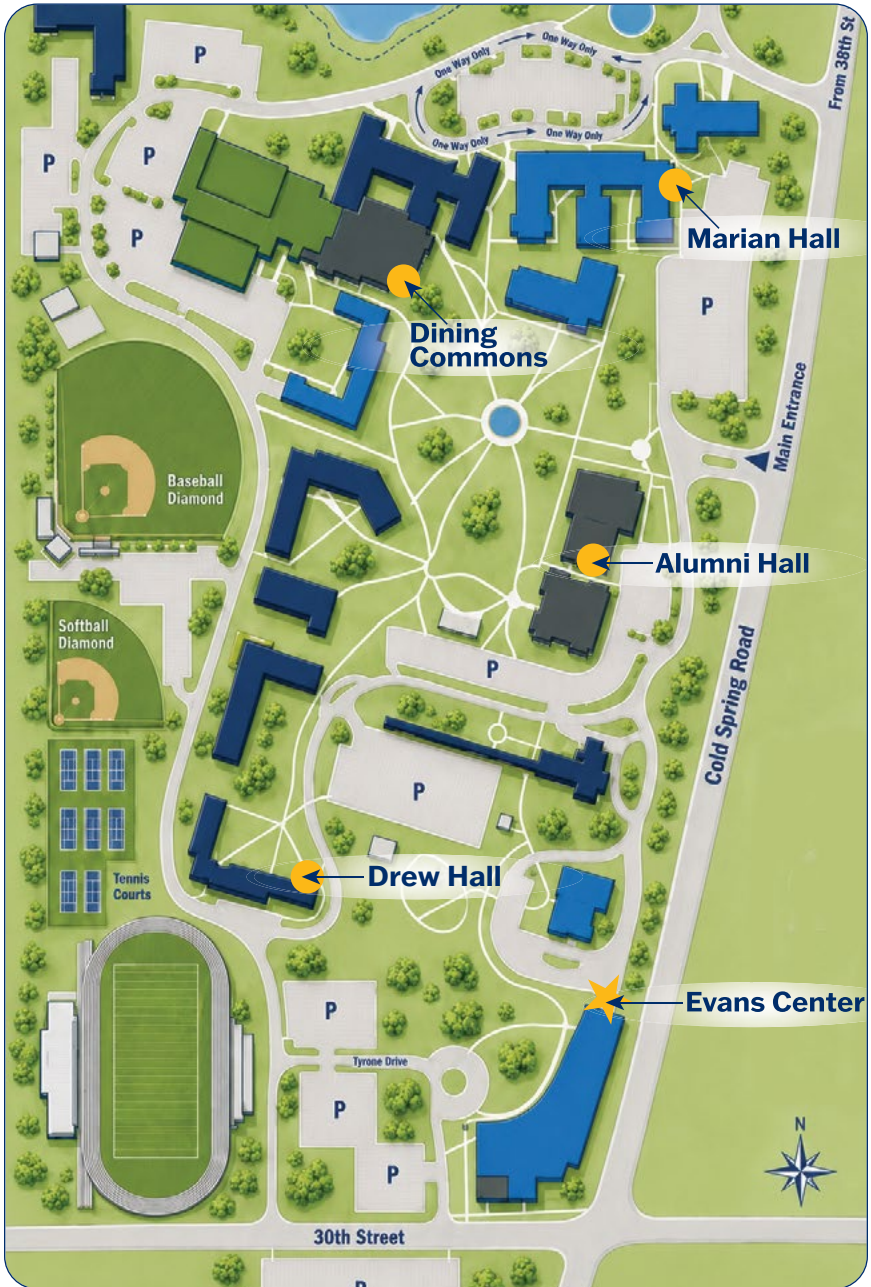 From 38th St
One Way Only
One Way Only
One Way Only
One Way Only
P
P
P
P
Marian Hall
P
Dining
Commons
Main Entrance
Baseball
Diamond
Alumni Hall
Softball
Diamond
P
Cold Spring Road
P
Tennis
Courts
Drew Hall
Evans Center
P
Tyrone Drive
P
P
N
30th Street
P